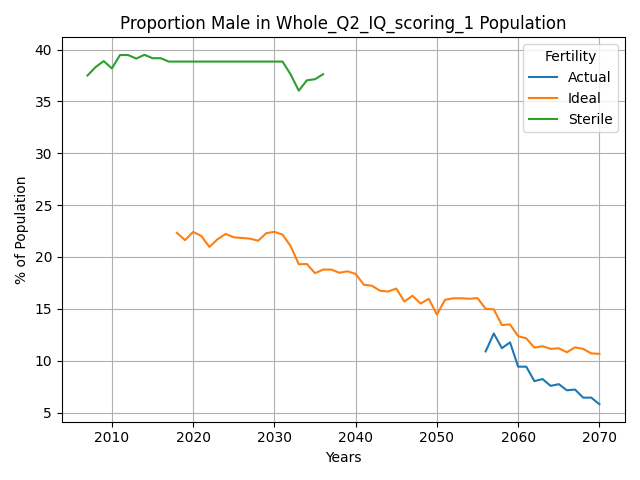 Proportion Male in Whole_Q2_IQ_scoring_1 Population
Fertility
Actual
Ideal
Sterile
% of Population
40
35
30
25
20
15
10
5
2010 2020 2030 2040 2050 2060 2070
Years